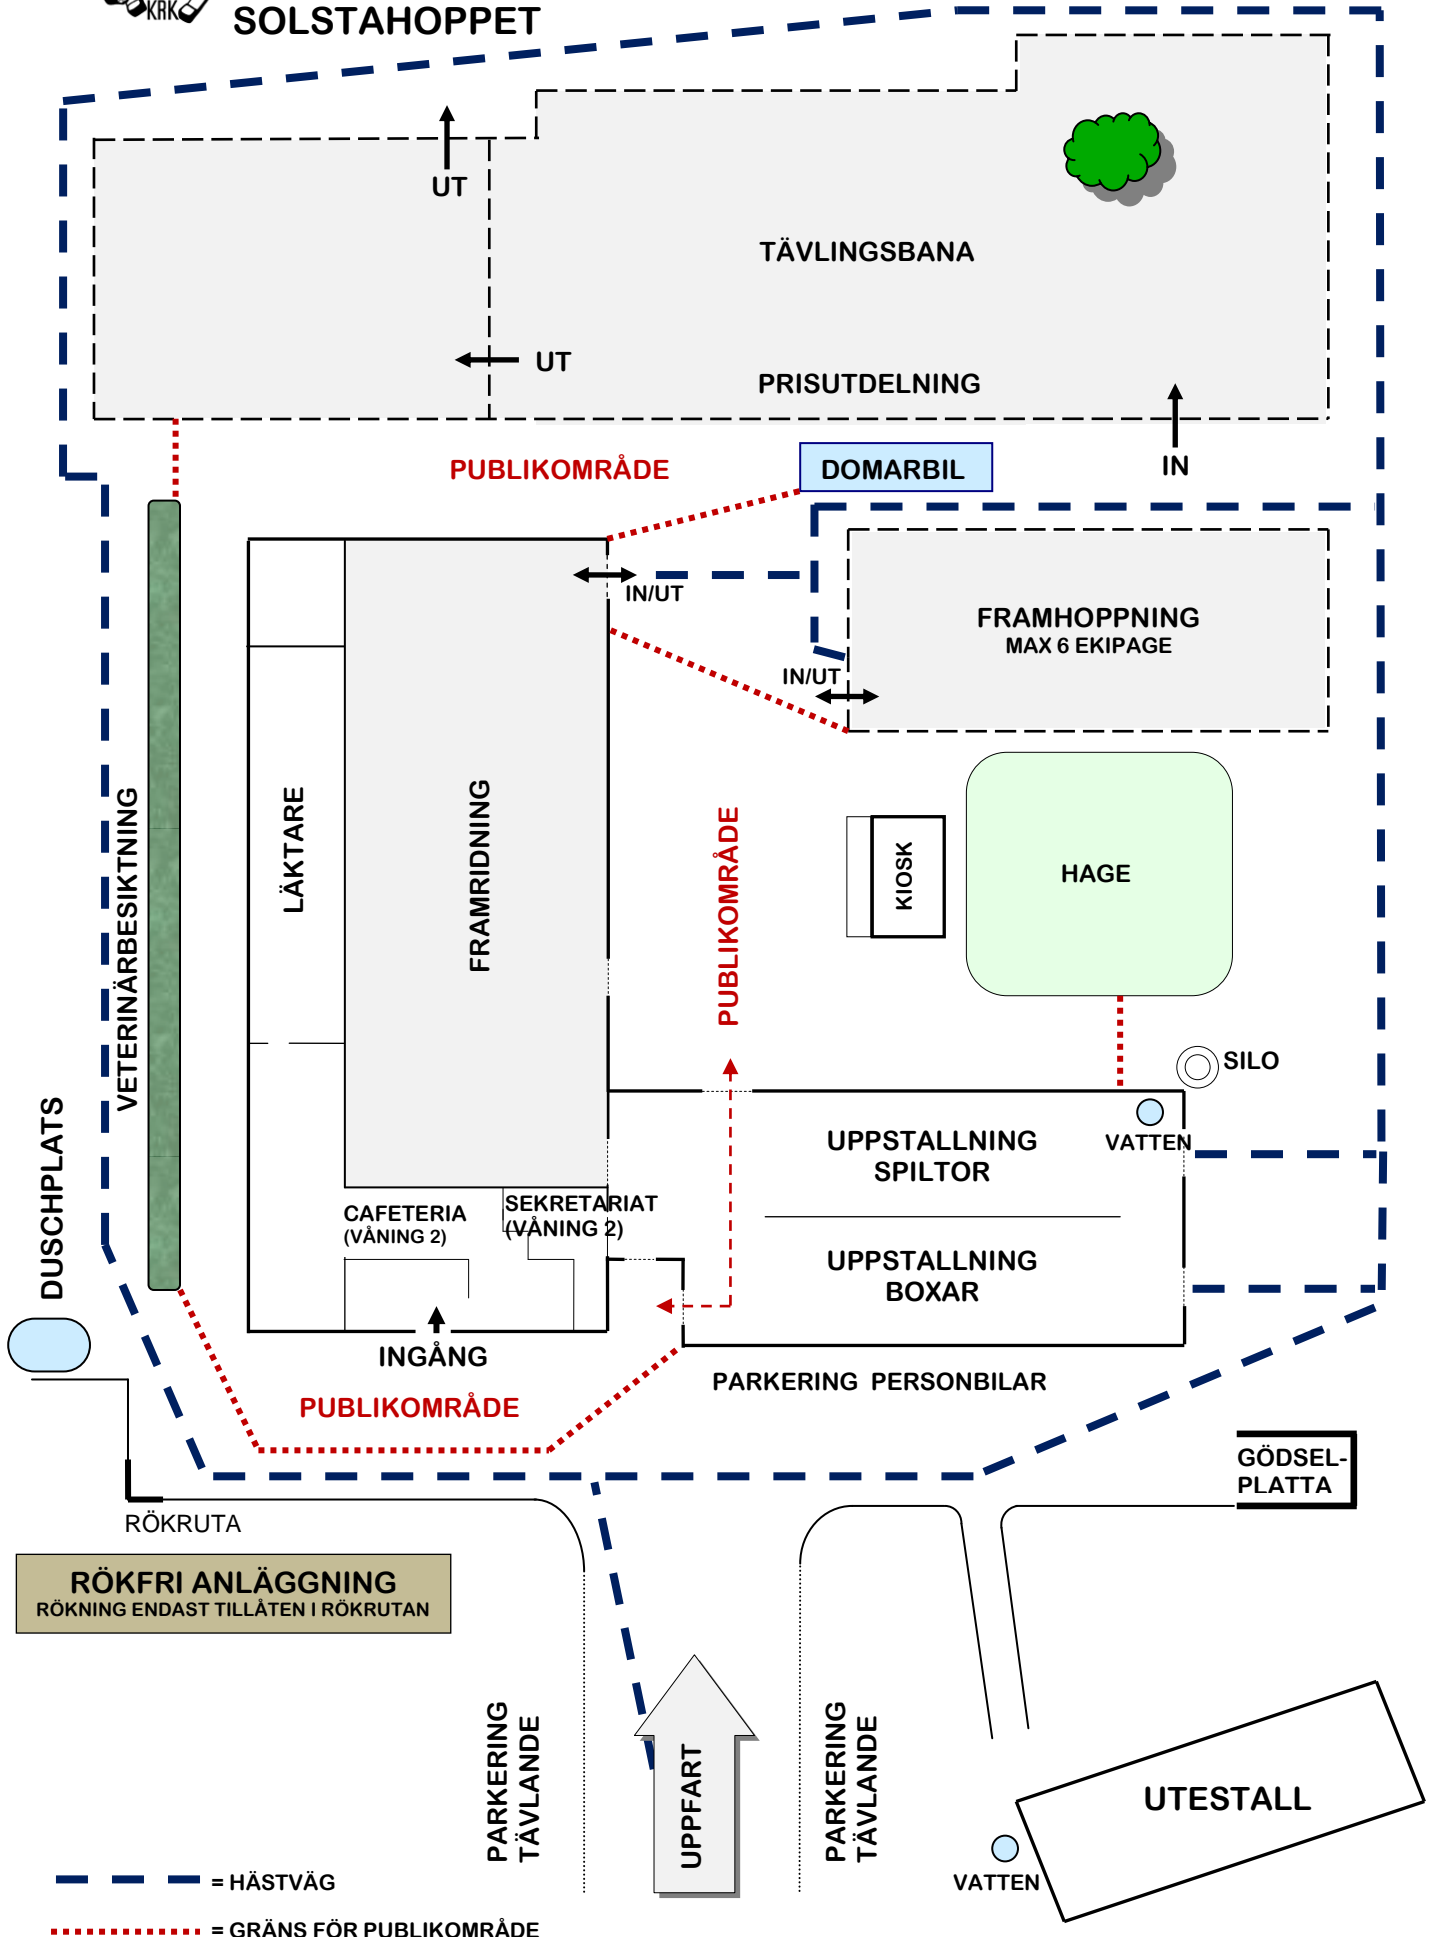 KRK
SOLSTAHOPPET
UT
TÄVLINGSBANA
UT
PRISUTDELNING
PUBLIKOMRÅDE
DOMARBIL
IN
IN/UT
FRAMHOPPNING
MAX 6 EKIPAGE
IN/UT
VETERINÄRBESIKTNING
LÄKTARE
FRAMRIDNING
PUBLIKOMRÅDE
KIOSK
HAGE
SILO
DUSCHPLATS
VATTEN
UPPSTALLNING
SPILTOR
CAFETERIA
(VÅNING 2)
SEKRETARIAT
(VÅNING 2)
UPPSTALLNING
BOXAR
INGÅNG
PARKERING PERSONBILAR
PUBLIKOMRÅDE
GÖDSEL-
PLATTA
RÖKRUTA
RÖKFRI ANLÄGGNING
RÖKNING ENDAST TILLÅTEN I RÖKRUTAN
PARKERING
TÄVLANDE
UPPFART
PARKERING
TÄVLANDE
UTESTALL
VATTEN
= HÄSTVÄG
= GRÄNS FÖR PUBLIKOMRÅDE